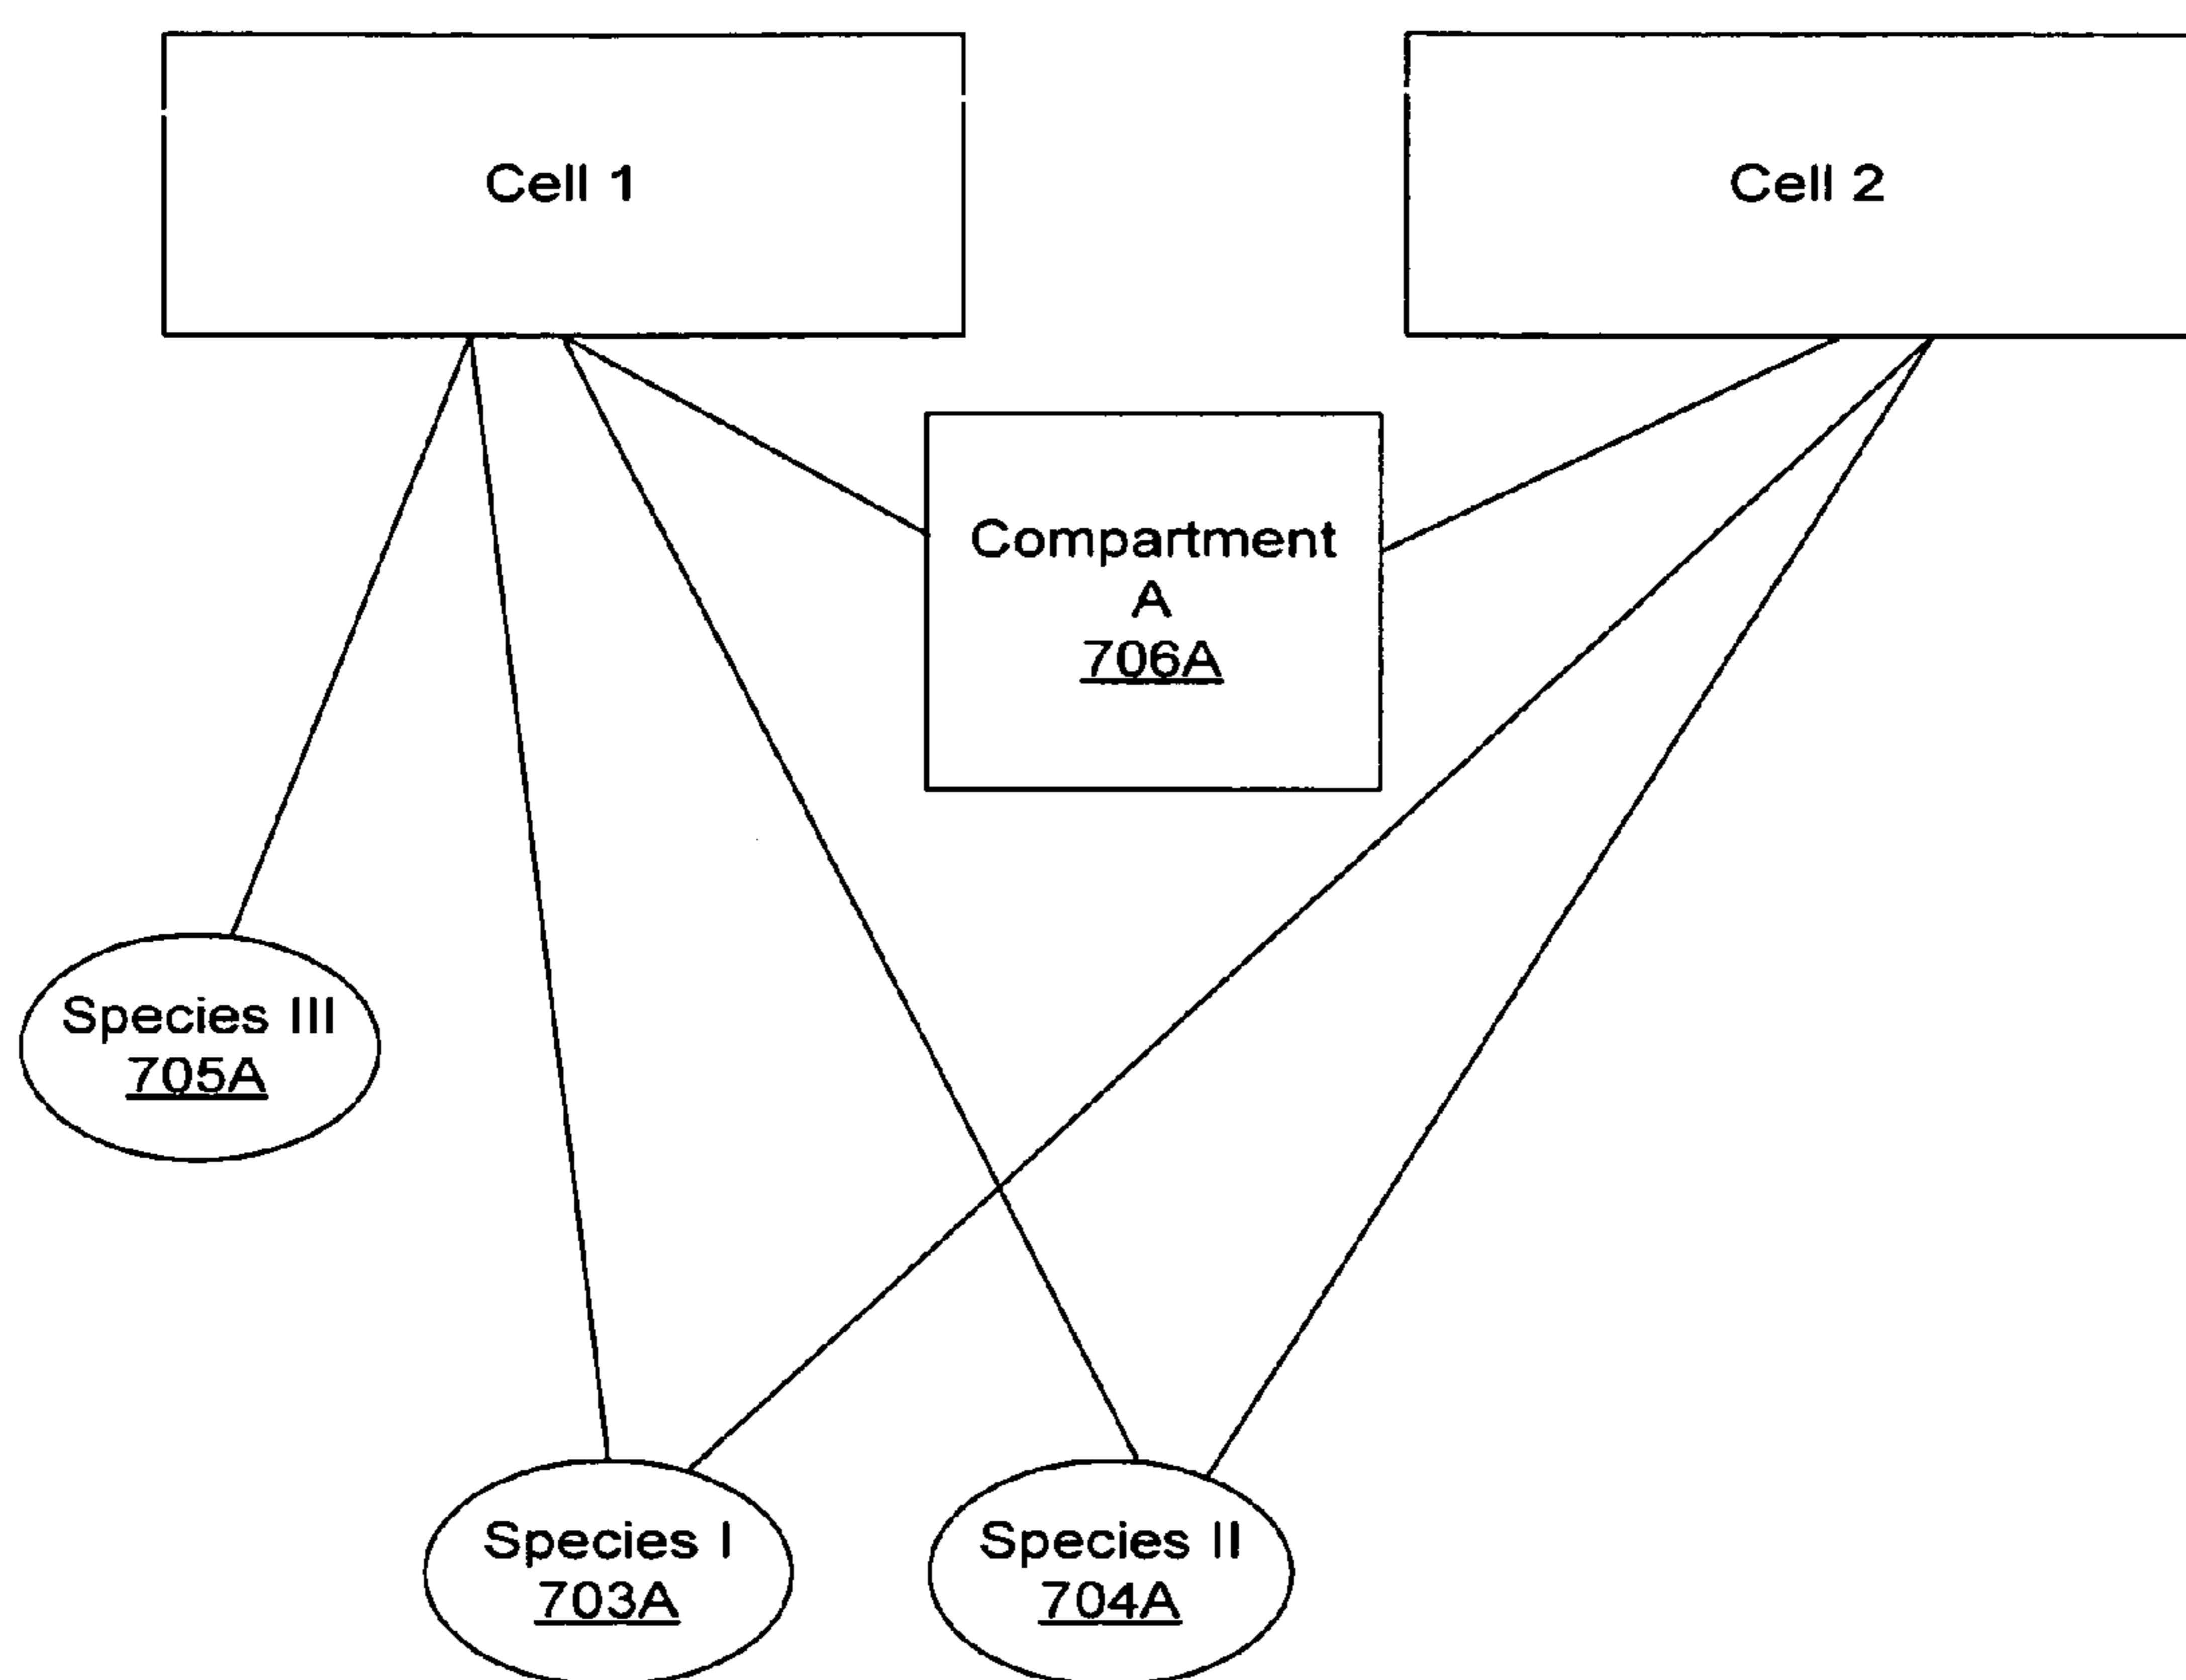 Cell 1
Cell 2
Compartment
A
706A
Species III
705A
Species I
703A
Species II
704A